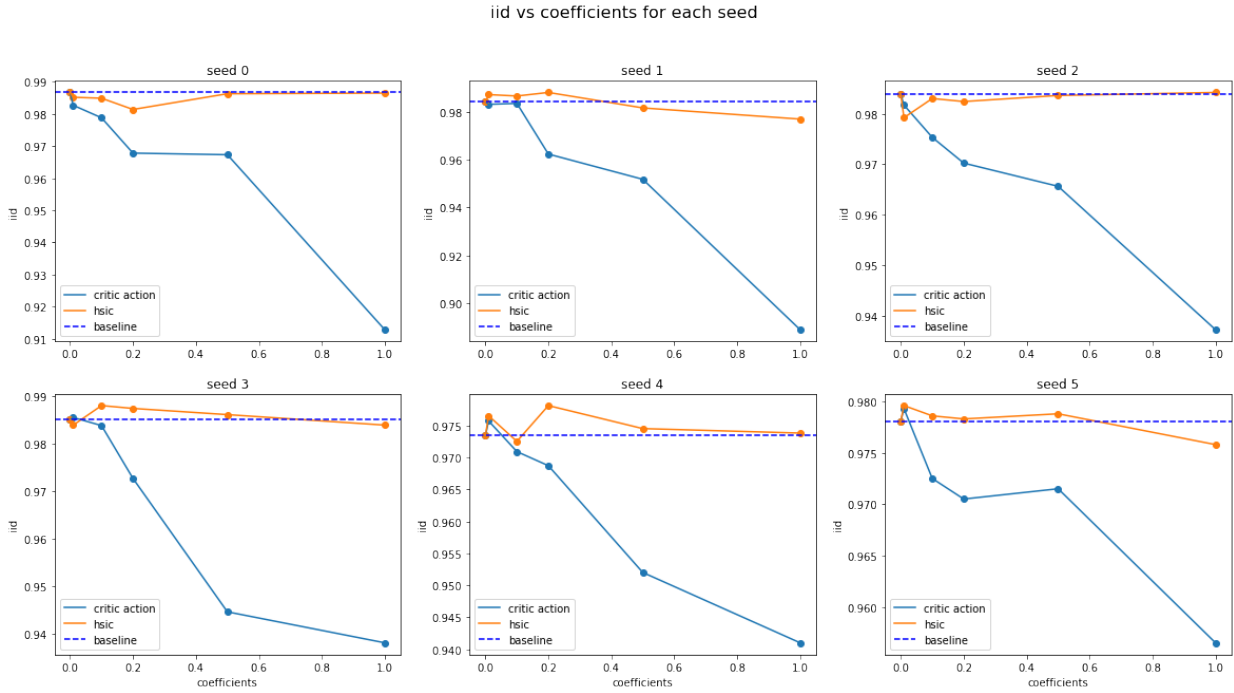 iid vs coefficients for each seed
seed 0
0.99
0.98
0.97
0.96
0.95
0.94
0.93
0.92
0.91
iid
critic action
hsic
baseline
0.0 0.2 0.4 0.6 0.8 1.0
seed 1
0.98
0.96
0.94
0.92
0.90
iid
critic action
hsic
baseline
0.0 0.2 0.4 0.6 0.8 1.0
seed 2
0.98
0.97
0.96
0.95
0.94
iid
critic action
hsic
baseline
0.0 0.2 0.4 0.6 0.8 1.0
seed 3
0.99
0.98
0.97
0.96
0.95
0.94
iid
critic action
hsic
baseline
0.0 0.2 0.4 0.6 0.8 1.0
coefficients
seed 4
0.975
0.970
0.965
0.960
0.955
0.950
0.945
0.940
iid
critic action
hsic
baseline
0.0 0.2 0.4 0.6 0.8 1.0
coefficients
seed 5
0.980
0.975
0.970
0.965
0.960
iid
critic action
hsic
baseline
0.0 0.2 0.4 0.6 0.8 1.0
coefficients